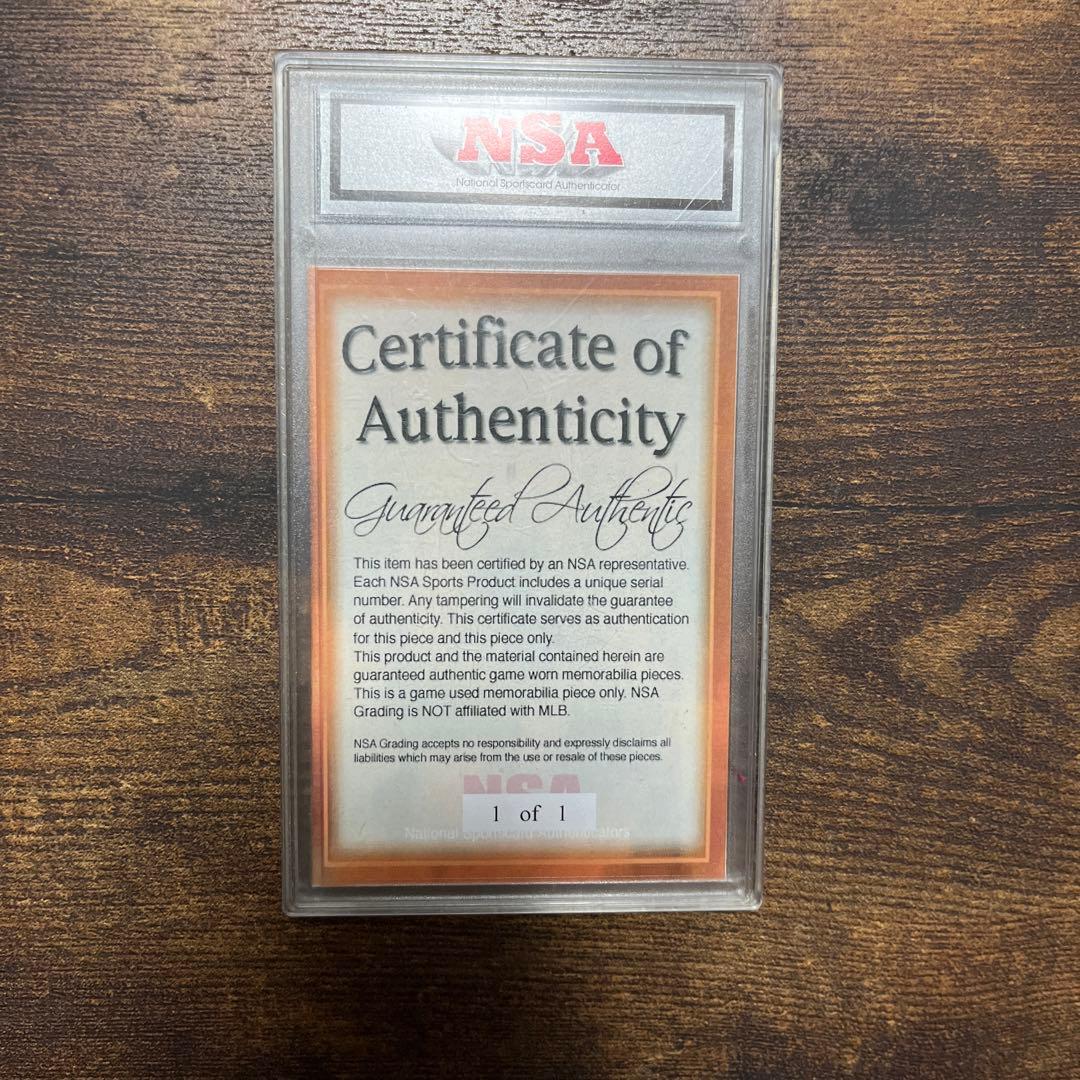 NSA
National Sportscard Authenticator
Certificate of
Authenticity
Guaranteed Authentic
This item has been certified by an NSA representative.
Each NSA Sports Product includes a unique serial
number. Any tampering will invalidate the guarantee
of authenticity. This certificate serves as authentication
for this piece and this piece only.
This product and the material contained herein are
guaranteed authentic game worn memorabilia pieces.
This is a game used memorabilia piece only. NSA
Grading is NOT affiliated with MLB.
NSA Grading accepts no responsibility and expressly disclaims all
liabilities which may arise from the use or resale of these pieces.
NSA
1 of 1
National Sportscard Authenticators